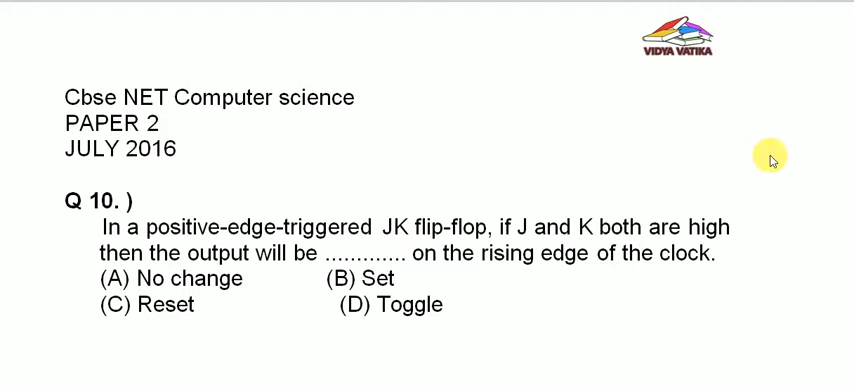 VIDYA VATIKA
Cbse NET Computer science
PAPER 2
JULY 2016
Q 10. )
In a positive-edge-triggered JK flip-flop, if J and K both are high
then the output will be ............. on the rising edge of the clock.
(A) No change (B) Set
(C) Reset (D) Toggle